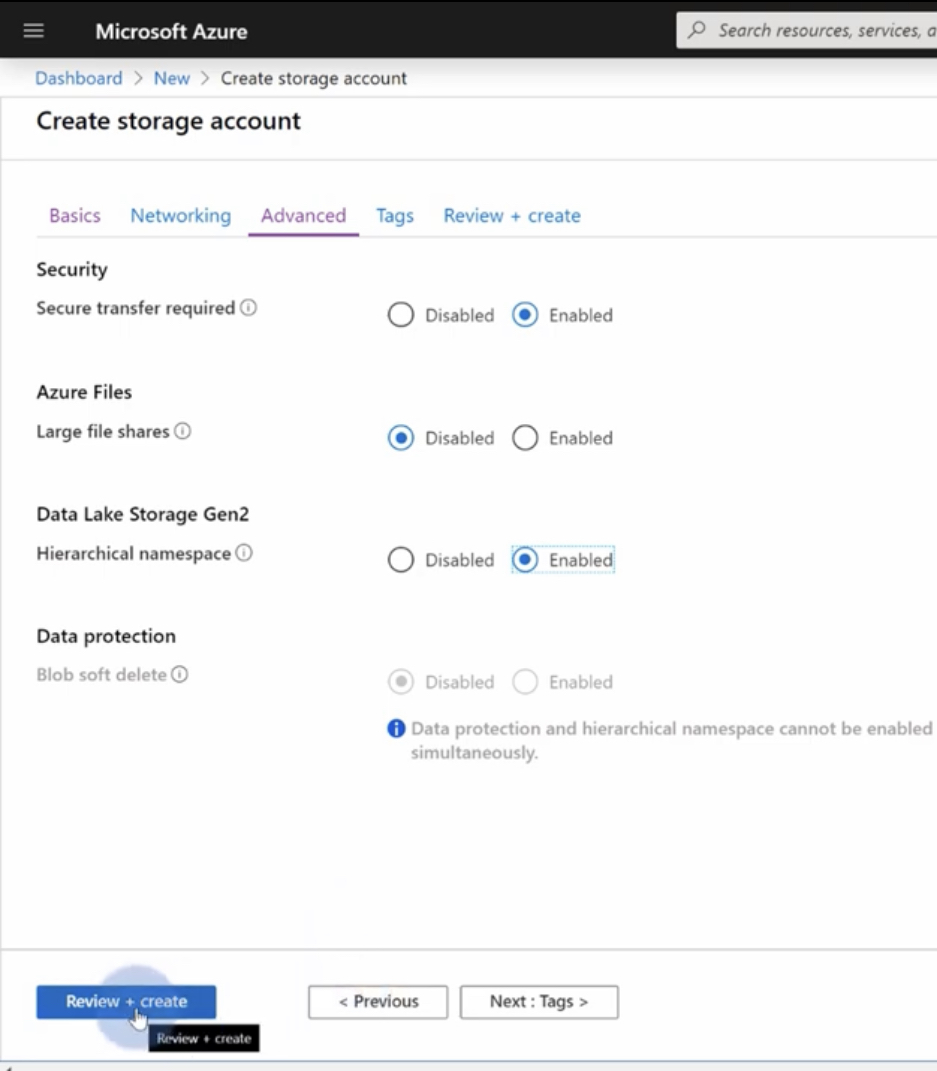 Microsoft Azure
Search resources, services, a
Dashboard > New > Create storage account
Create storage account
Basics Networking Advanced Tags Review + create
Security
Secure transfer required Disabled Enabled
Azure Files
Large file shares Disabled Enabled
Data Lake Storage Gen2
Hierarchical namespace Disabled Enabled
Data protection
Blob soft delete Disabled Enabled
Data protection and hierarchical namespace cannot be enabled
simultaneously.
Review + create < Previous Next : Tags >
Review + create